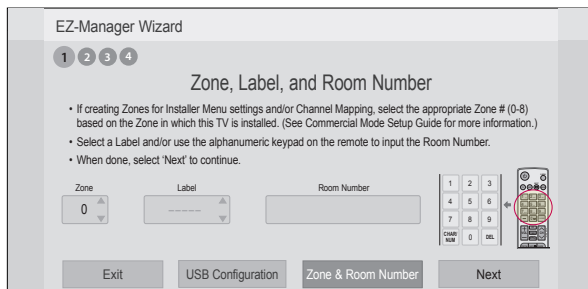 EZ-Manager Wizard
1 2 3 4
Zone, Label, and Room Number
• If creating Zones for Installer Menu settings and/or Channel Mapping, select the appropriate Zone # (0-8)
based on the Zone in which this TV is installed. (See Commercial Mode Setup Guide for more information.)
• Select a Label and/or use the alphanumeric keypad on the remote to input the Room Number.
• When done, select ‘Next’ to continue.
Zone Label Room Number
0 -----
1 2 3
4 5 6
7 8 9
CHAR/
NUM 0 DEL
Exit USB Configuration Zone & Room Number Next